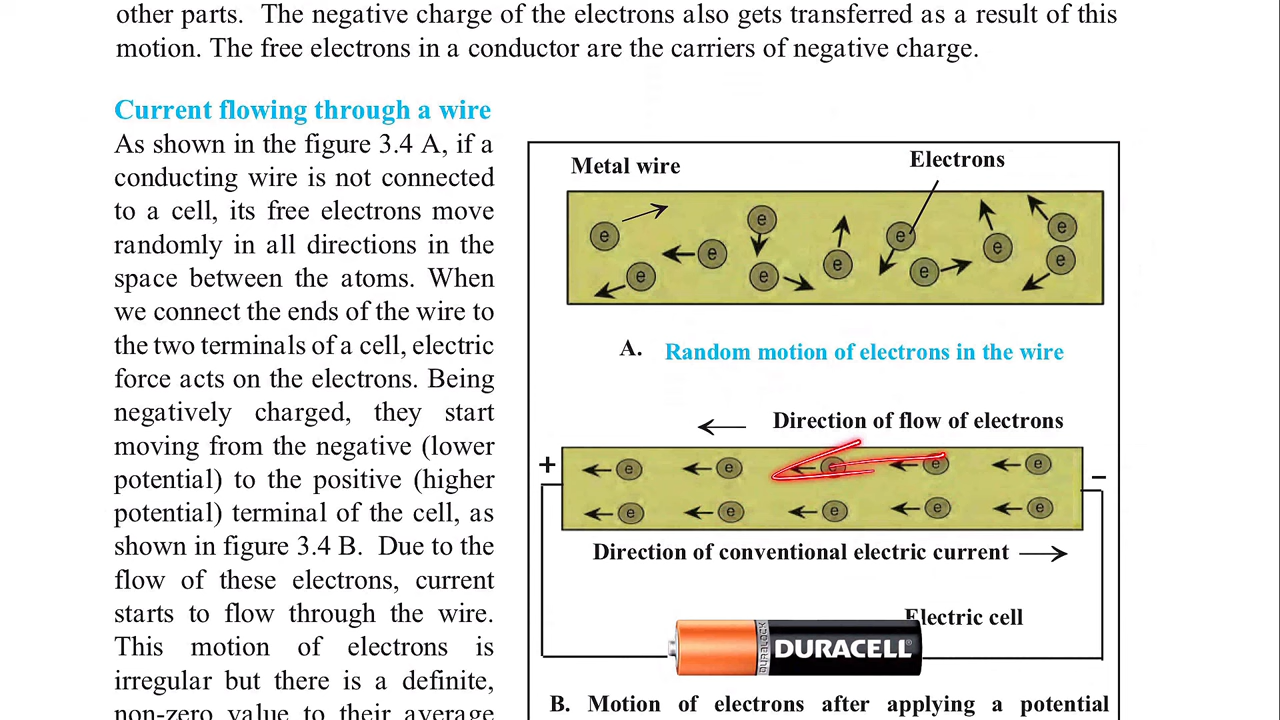 other parts. The negative charge of the electrons also gets transferred as a result of this
motion. The free electrons in a conductor are the carriers of negative charge.
Current flowing through a wire
As shown in the figure 3.4 A, if a
conducting wire is not connected
to a cell, its free electrons move
randomly in all directions in the
space between the atoms. When
we connect the ends of the wire to
the two terminals of a cell, electric
force acts on the electrons. Being
negatively charged, they start
moving from the negative (lower
potential) to the positive (higher
potential) terminal of the cell, as
shown in figure 3.4 B. Due to the
flow of these electrons, current
starts to flow through the wire.
This motion of electrons is
irregular but there is a definite,
non-zero value to their average
Metal wire
Electrons
e
e
e
e
e
e
e
e
e
e
e
A. Random motion of electrons in the wire
Direction of flow of electrons
+
−
e e e e e
e e e e e
Direction of conventional electric current
Electric cell
DURALOCK
DURACELL
B. Motion of electrons after applying a potential